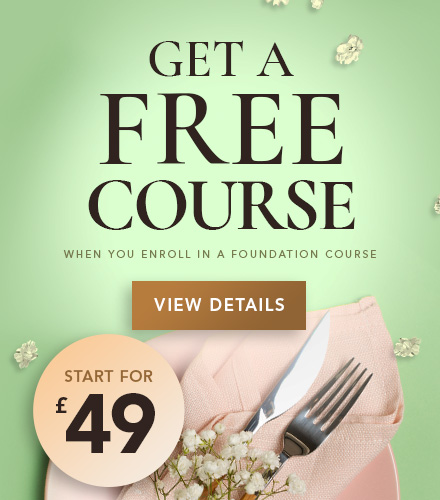 GET A
FREE
COURSE
WHEN YOU ENROLL IN A FOUNDATION COURSE
VIEW DETAILS
START FOR
£49